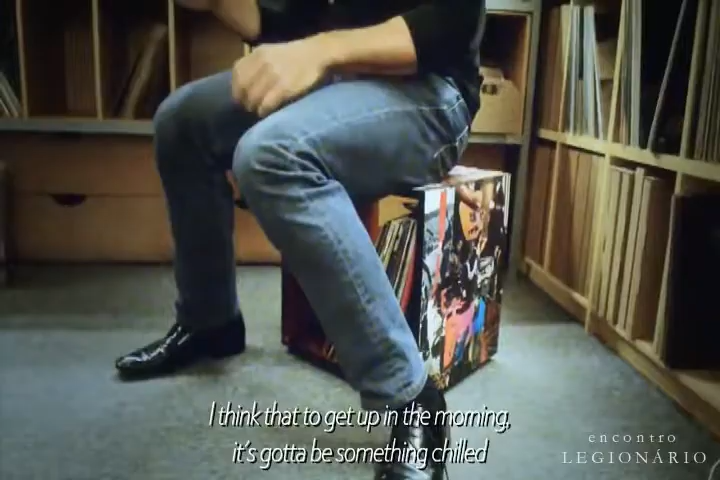 I think that to get up in the morning,
it's gotta be something chilled
encontro
LEGIONÁRIO